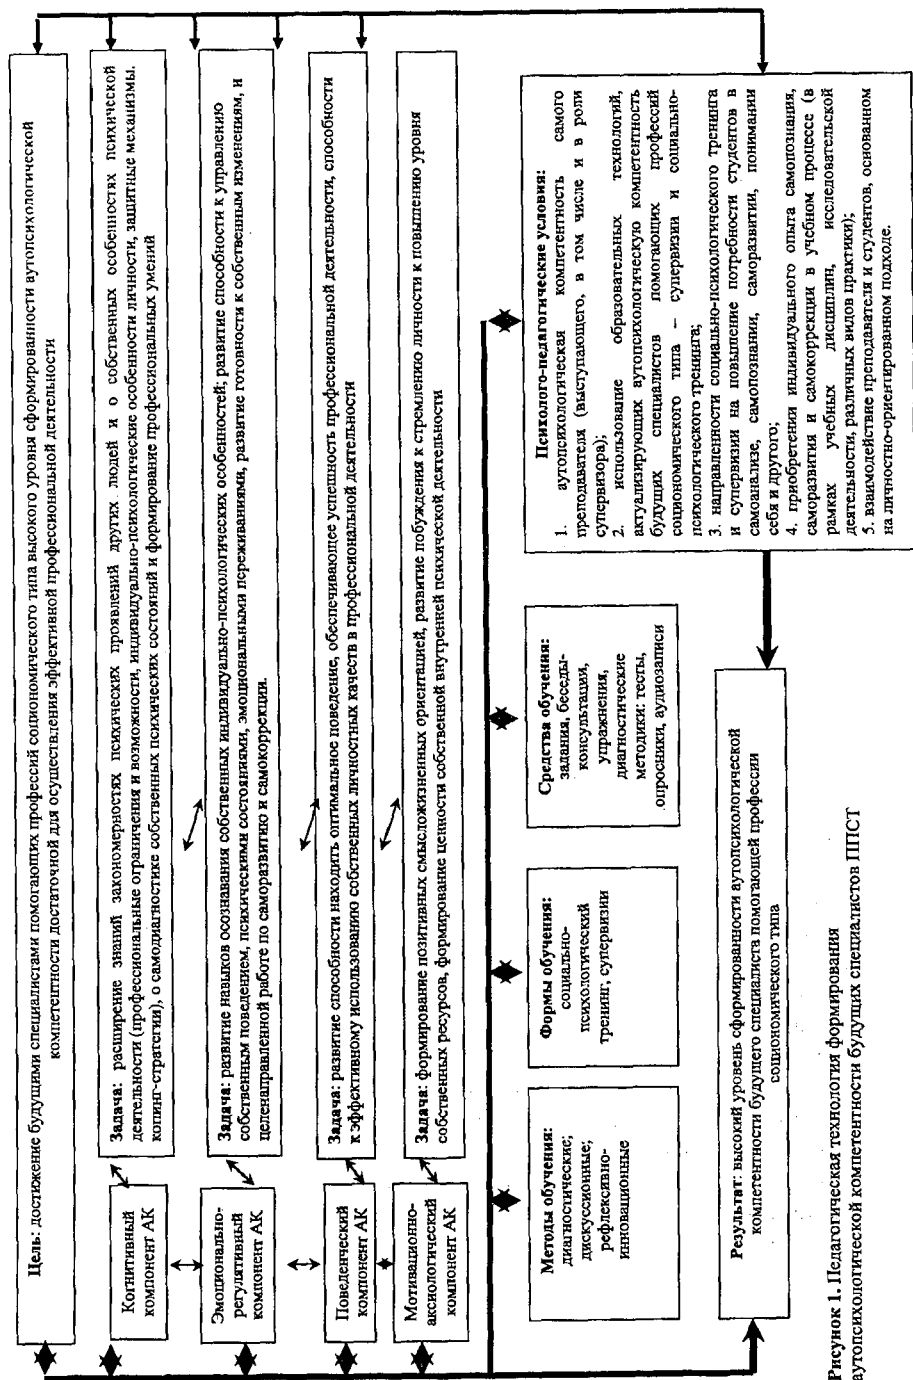 Цель: достижение будущими специалистами помогающих профессий социономического типа высокого уровня сформированности аутопсихологической
компетентности достаточной для осуществления эффективной профессиональной деятельности
Когнитивный
компонент АК
Задача: расширение знаний закономерностях психических проявлений других людей и о собственных особенностях психической
деятельности (профессиональные ограничения и возможности, индивидуально-психологические особенности личности, защитные механизмы.
копинг-стратегии), о самодиагностике собственных психических состояний и формирование профессиональных умений
Эмоционально-
регулятивный
компонент АК
Задача: развитие навыков осознавания собственных индивидуально-психологических особенностей; развитие способности к управлению
собственным поведением, психическими состояниями, эмоциональными переживаниями, развитие готовности к собственным изменениям, и
целенаправленной работе по саморазвитию и самокоррекции.
Поведенческий
компонент АК
Задача: развитие способности находить оптимальное поведение, обеспечивающее успешность профессиональной деятельности, способности
к эффективному использованию собственных личностных качеств в профессиональной деятельности
Мотивационно-
аксиологический
компонент АК
Задача: формирование позитивных смысложизненных ориентацией, развитие побуждения к стремлению личности к повышению уровня
собственных ресурсов, формирование ценности собственной внутренней психической деятельности
Методы обучения:
диагностические;
дискуссионные;
рефлексивно-
инновационные
Формы обучения:
социально-
психологический
тренинг, супервизии
Средства обучения:
задания, беседы-
консультации,
упражнения,
диагностические
методики: тесты,
опросники, аудиозаписи
Психолого-педагогические условия:
1. аутопсихологическая компетентность самого
преподавателя (выступающего, в том числе и в роли
супервизора);
2. использование образовательных технологий,
актуализирующих аутопсихологическую компетентность
будущих специалистов помогающих профессий
социономического типа – супервизии и социально-
психологического тренинга;
3. направленности социально-психологического тренинга
и супервизии на повышение потребности студентов в
самоанализе, самопознании, саморазвитии, понимании
себя и другого;
4. приобретении индивидуального опыта самопознания,
саморазвития и самокоррекции в учебном процессе (в
рамках учебных дисциплин, исследовательской
деятельности, различных видов практики);
5. взаимодействие преподавателя и студентов, основанном
на личностно-ориентированном подходе.
Результат: высокий уровень сформированности аутопсихологической
компетентности будущего специалиста помогающей профессии
социономического типа
Рисунок 1. Педагогическая технология формирования
аутопсихологической компетентности будущих специалистов ППСТ